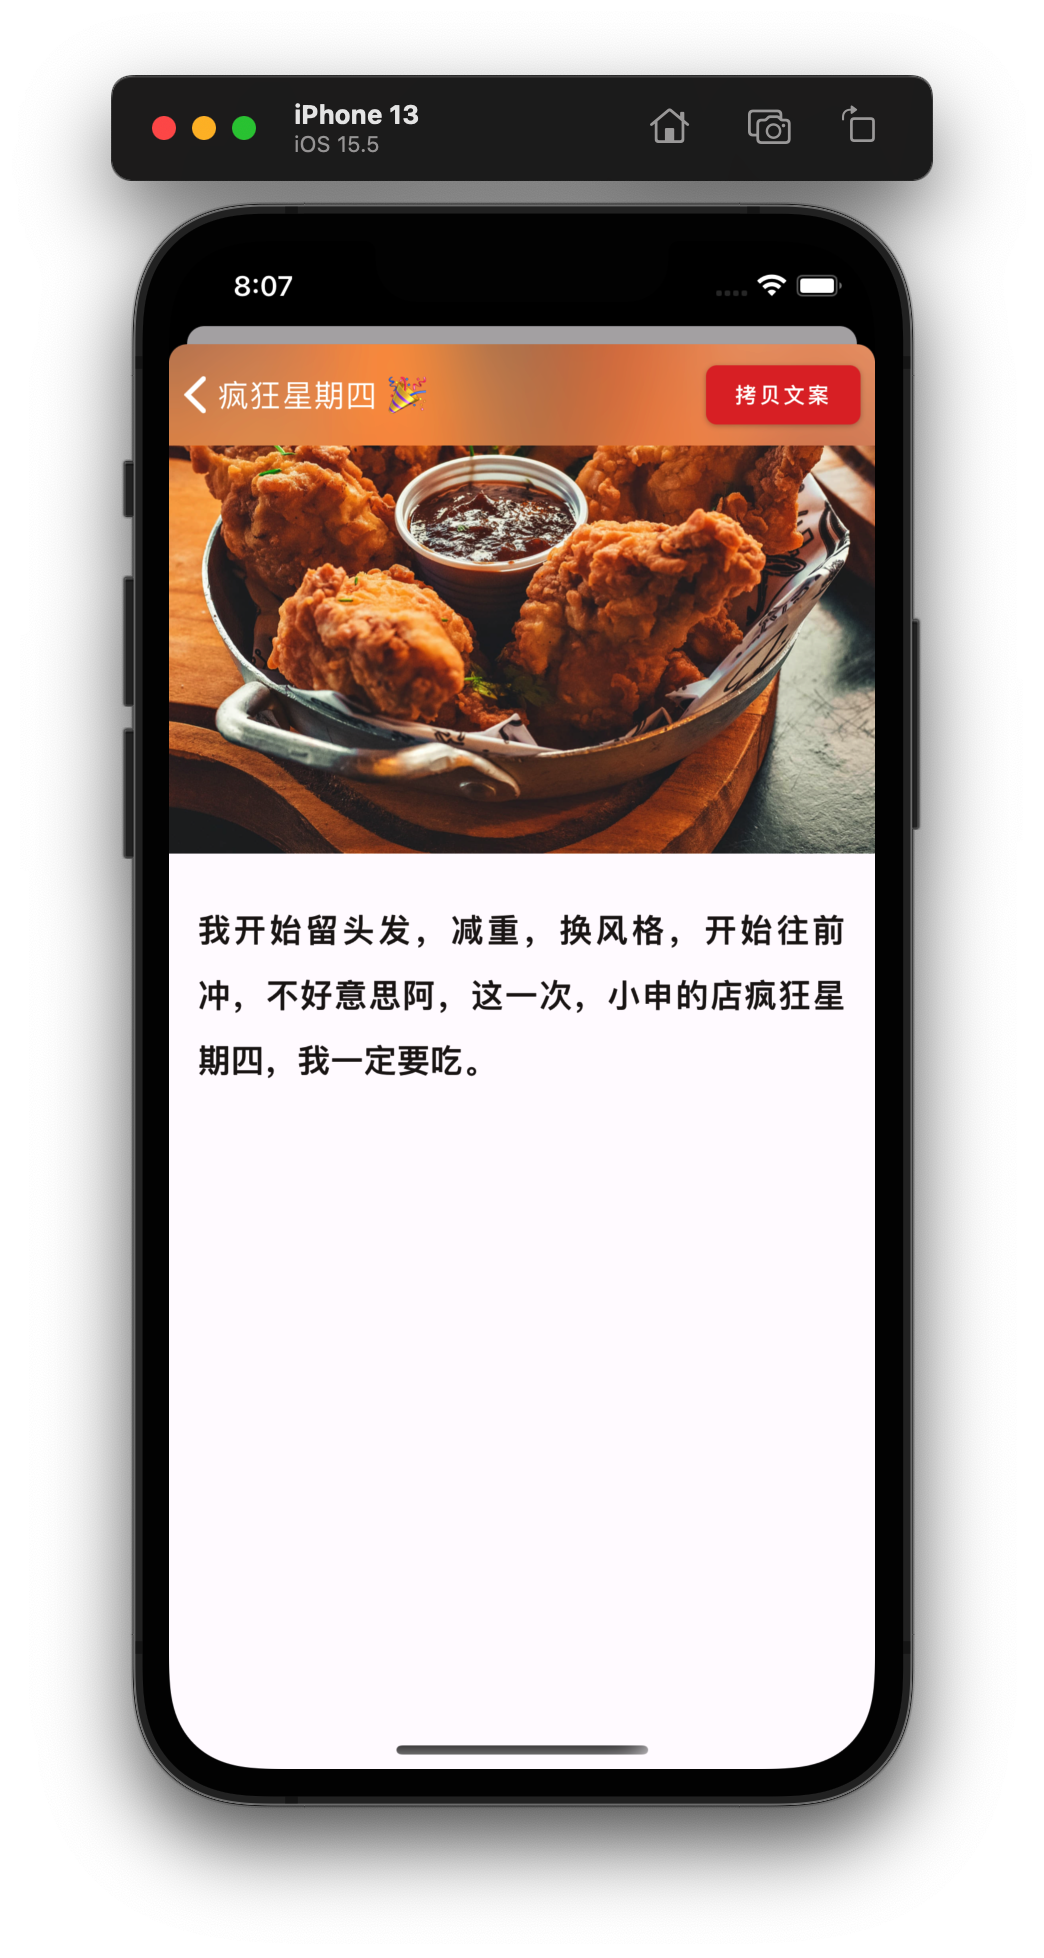 iPhone 13
iOS 15.5
8:07
疯狂星期四 🎉
拷贝文案
我开始留头发，减重，换风格，开始往前
冲，不好意思阿，这一次，小申的店疯狂星
期四，我一定要吃。